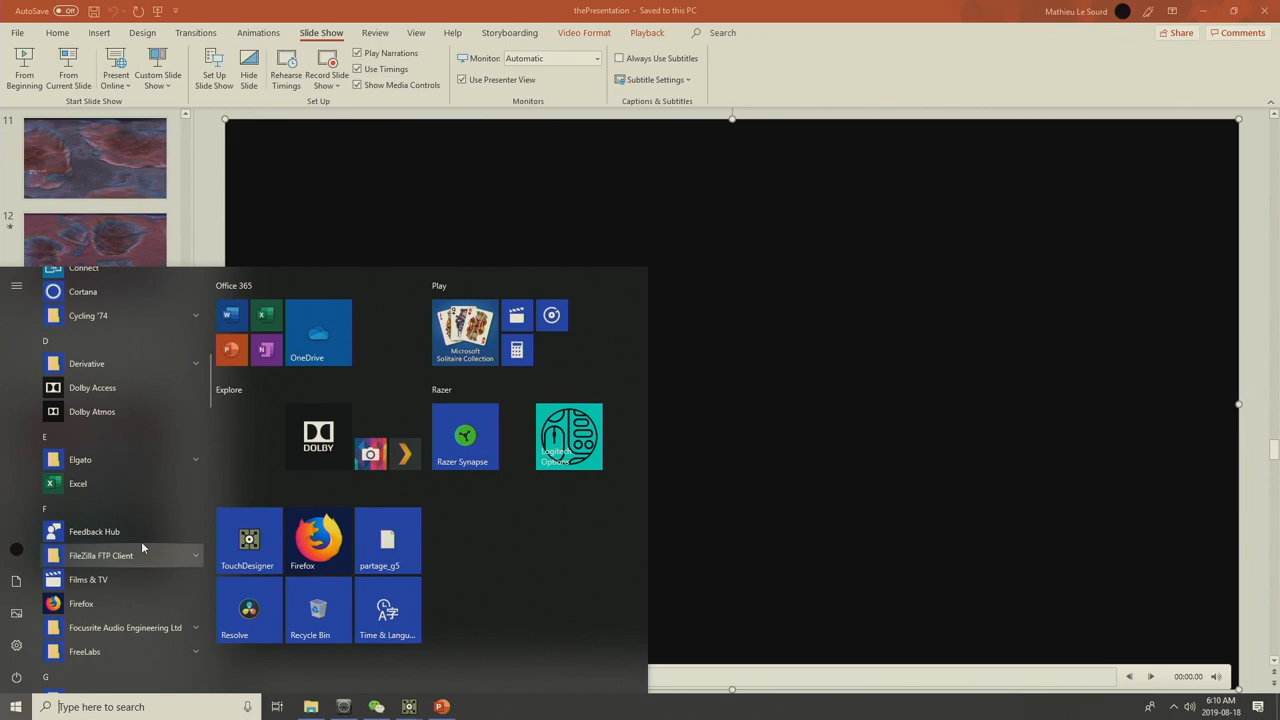 AutoSave Off
thePresentation - Saved to this PC
Mathieu Le Sourd
File Home Insert Design Transitions Animations Slide Show Review View Help Storyboarding Video Format Playback Search
Share Comments
From Beginning
From Current Slide
Present Online
Custom Slide Show
Start Slide Show
Set Up Slide Show
Hide Slide
Rehearse Timings
Record Slide Show
Play Narrations
Use Timings
Show Media Controls
Set Up
Monitor: Automatic
Use Presenter View
Monitors
Always Use Subtitles
Subtitle Settings
Captions & Subtitles
11
12
Connect
Cortana
Cycling '74
D
Derivative
Dolby Access
Dolby Atmos
E
Elgato
Excel
F
Feedback Hub
FileZilla FTP Client
Films & TV
Firefox
Focusrite Audio Engineering Ltd
FreeLabs
G
Office 365
OneDrive
Explore
DOLBY
TouchDesigner
Firefox
partage_g5
Resolve
Recycle Bin
Time & Langu...
Play
Microsoft
Solitaire Collection
Razer
Razer Synapse
Logitech
Options
00:00.00
Type here to search
6:10 AM
2019-08-18